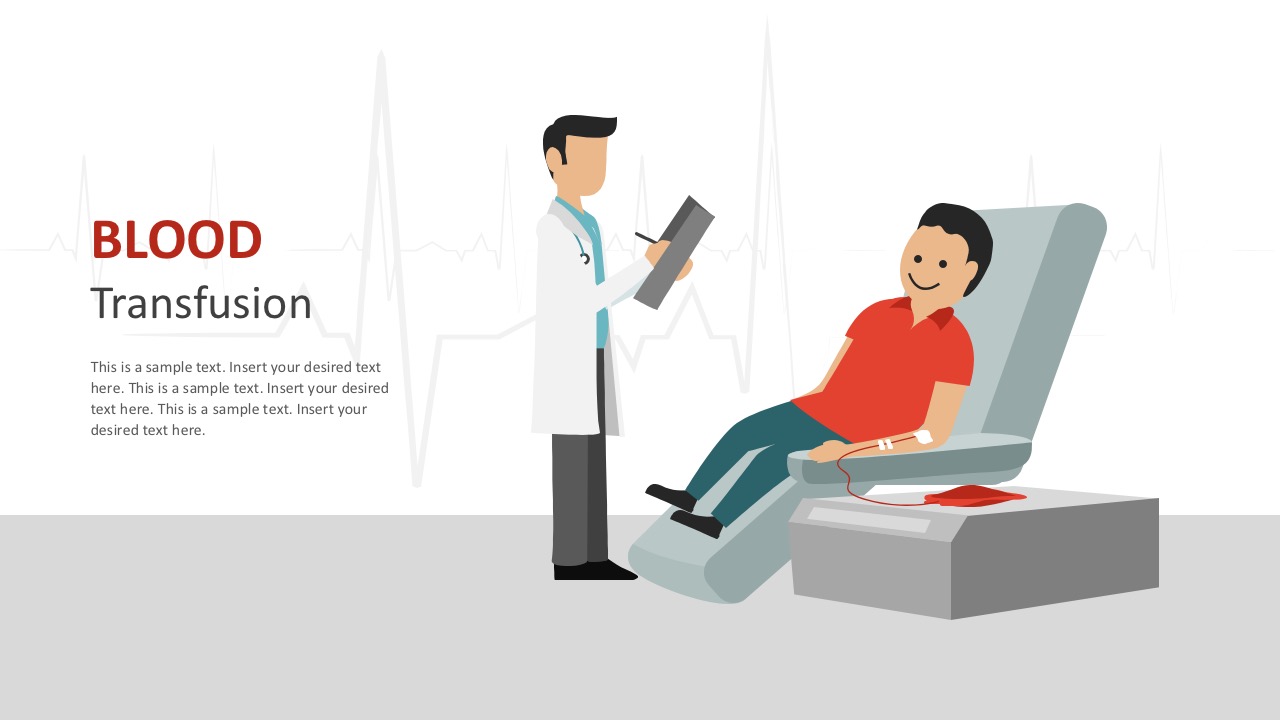 BLOOD
Transfusion
This is a sample text. Insert your desired text
here. This is a sample text. Insert your desired
text here. This is a sample text. Insert your
desired text here.